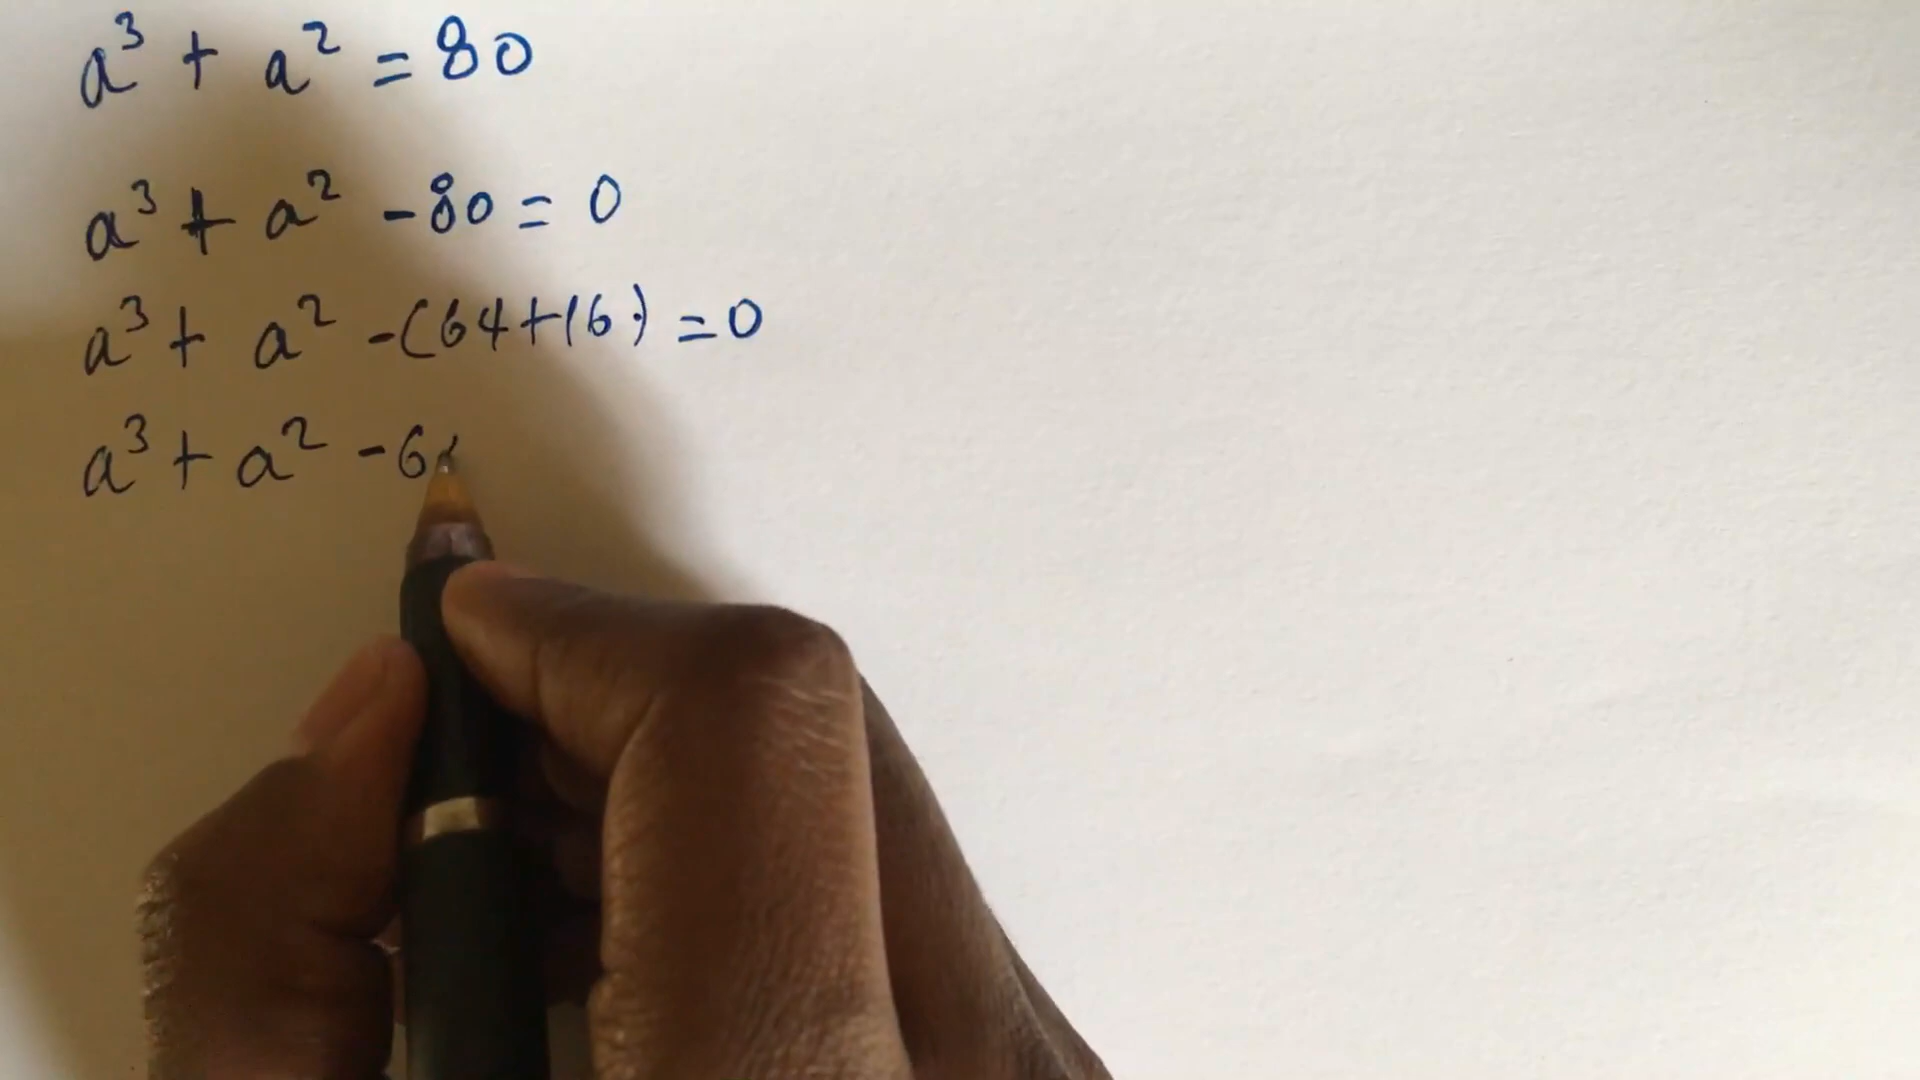 a³ + a² = 80
a³ + a² - 80 = 0
a³ + a² - (64 + 16) = 0
a³ + a² - 6